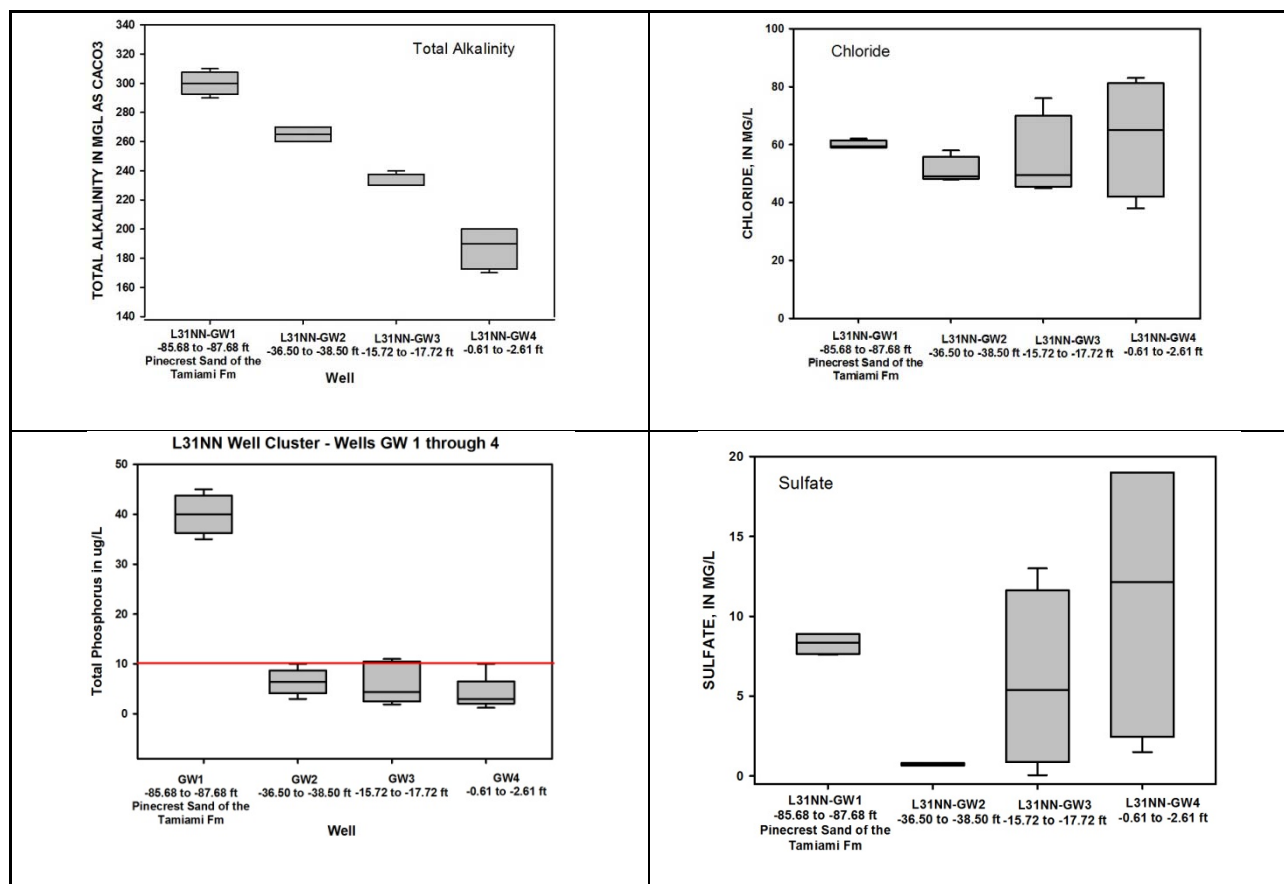 Total Alkalinity
TOTAL ALKALINITY IN MGL AS CACO3
340
320
300
280
260
240
220
200
180
160
140
L31NN-GW1
-85.68 to -87.68 ft
Pinecrest Sand of the
Tamiami Fm
L31NN-GW2
-36.50 to -38.50 ft
L31NN-GW3
-15.72 to -17.72 ft
L31NN-GW4
-0.61 to -2.61 ft
Well
Chloride
CHLORIDE, IN MG/L
100
80
60
40
20
0
L31NN-GW1
-85.68 to -87.68 ft
Pinecrest Sand of the
Tamiami Fm
L31NN-GW2
-36.50 to -38.50 ft
L31NN-GW3
-15.72 to -17.72 ft
L31NN-GW4
-0.61 to -2.61 ft
L31NN Well Cluster - Wells GW 1 through 4
Total Phosphorus in ug/L
50
40
30
20
10
0
GW1
-85.68 to -87.68 ft
Pinecrest Sand of the
Tamiami Fm
GW2
-36.50 to -38.50 ft
GW3
-15.72 to -17.72 ft
GW4
-0.61 to -2.61 ft
Well
Sulfate
SULFATE, IN MG/L
20
15
10
5
0
L31NN-GW1
-85.68 to -87.68 ft
Pinecrest Sand of the
Tamiami Fm
L31NN-GW2
-36.50 to -38.50 ft
L31NN-GW3
-15.72 to -17.72 ft
L31NN-GW4
-0.61 to -2.61 ft